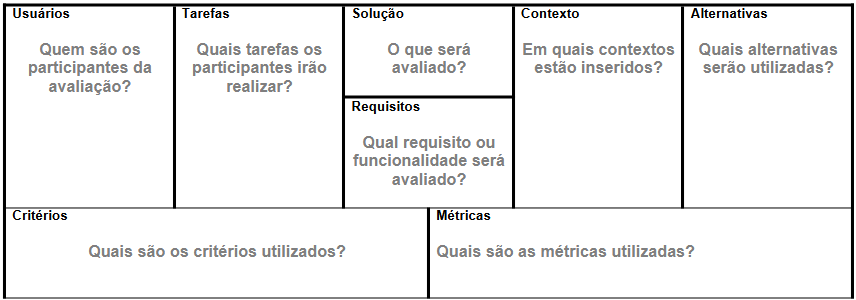 Usuários
Quem são os
participantes da
avaliação?
Tarefas
Quais tarefas os
participantes irão
realizar?
Solução
O que será
avaliado?
Requisitos
Qual requisito ou
funcionalidade será
avaliado?
Contexto
Em quais contextos
estão inseridos?
Alternativas
Quais alternativas
serão utilizadas?
Critérios
Quais são os critérios utilizados?
Métricas
Quais são as métricas utilizadas?